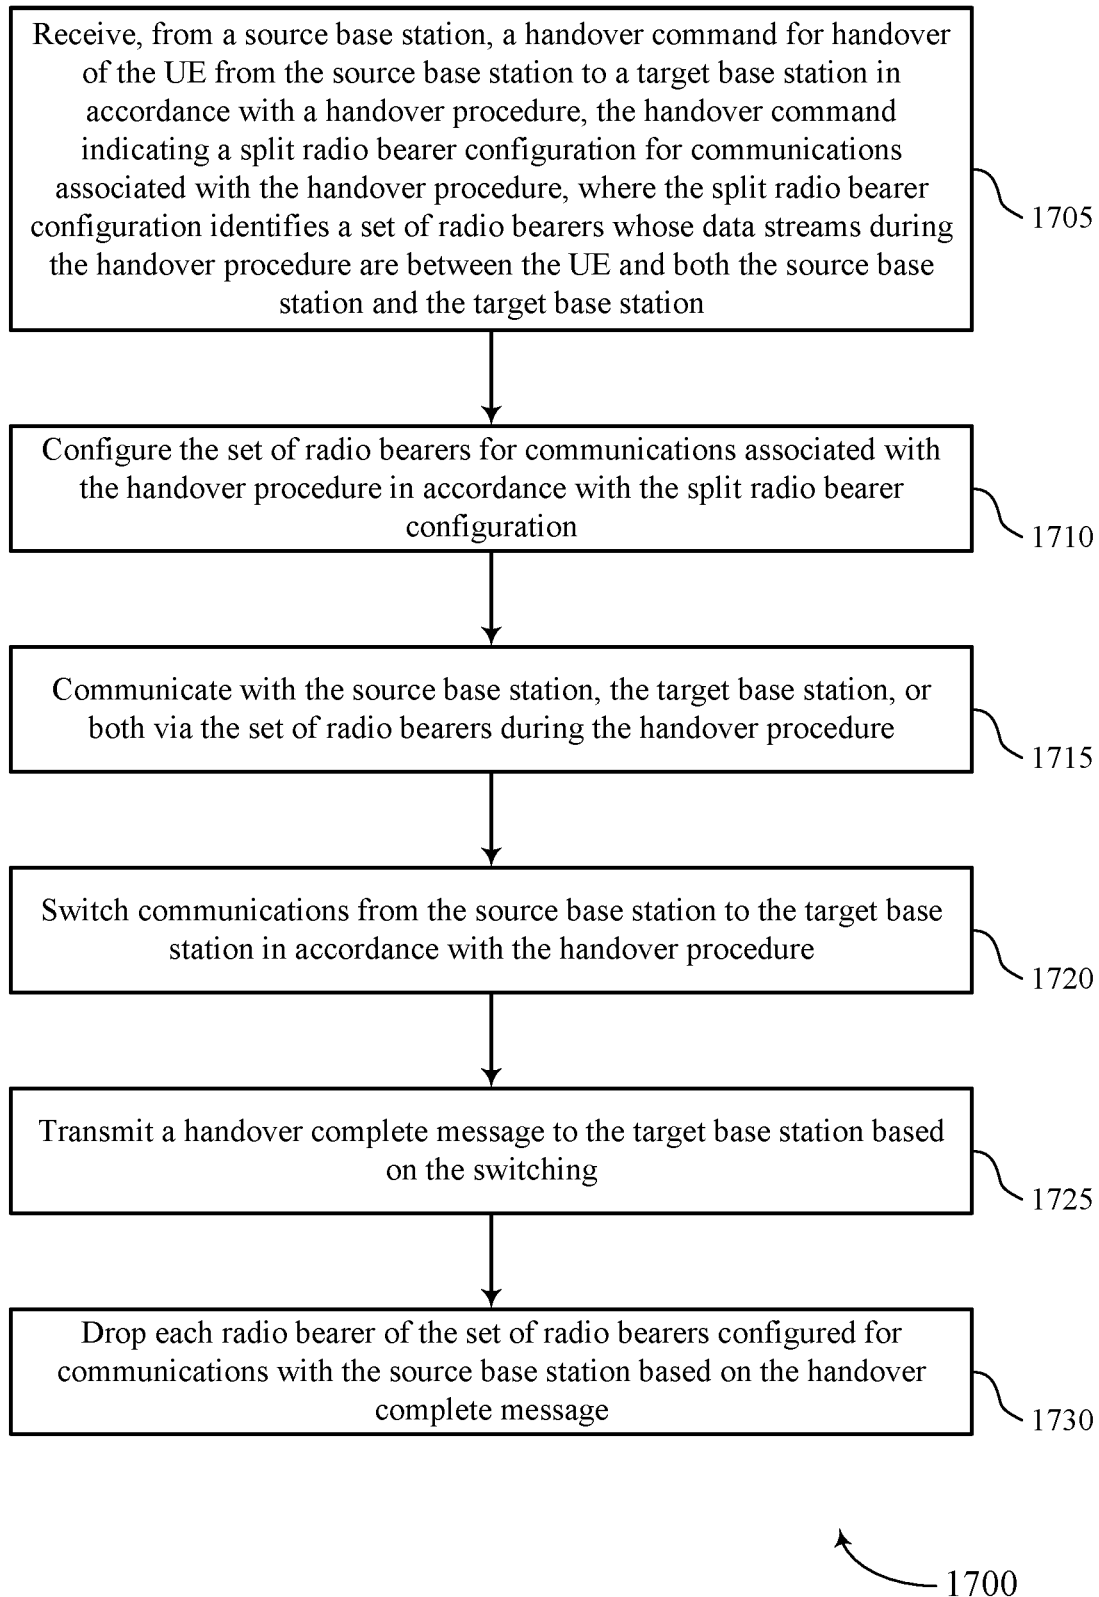 Receive, from a source base station, a handover command for handover
of the UE from the source base station to a target base station in
accordance with a handover procedure, the handover command
indicating a split radio bearer configuration for communications
associated with the handover procedure, where the split radio bearer
configuration identifies a set of radio bearers whose data streams during
the handover procedure are between the UE and both the source base
station and the target base station
1705
Configure the set of radio bearers for communications associated with
the handover procedure in accordance with the split radio bearer
configuration
1710
Communicate with the source base station, the target base station, or
both via the set of radio bearers during the handover procedure
1715
Switch communications from the source base station to the target base
station in accordance with the handover procedure
1720
Transmit a handover complete message to the target base station based
on the switching
1725
Drop each radio bearer of the set of radio bearers configured for
communications with the source base station based on the handover
complete message
1730
1700